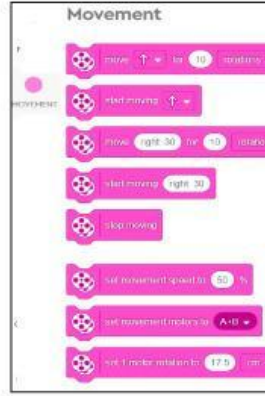 Movement
MOVEMENT
move ↑ for 10 rotations
start moving ↑
move right: 30 for 10 rotatio
start moving right: 30
stop moving
set movement speed to 50 %
set movement motors to A+B
set 1 motor rotation to 17.5 cm